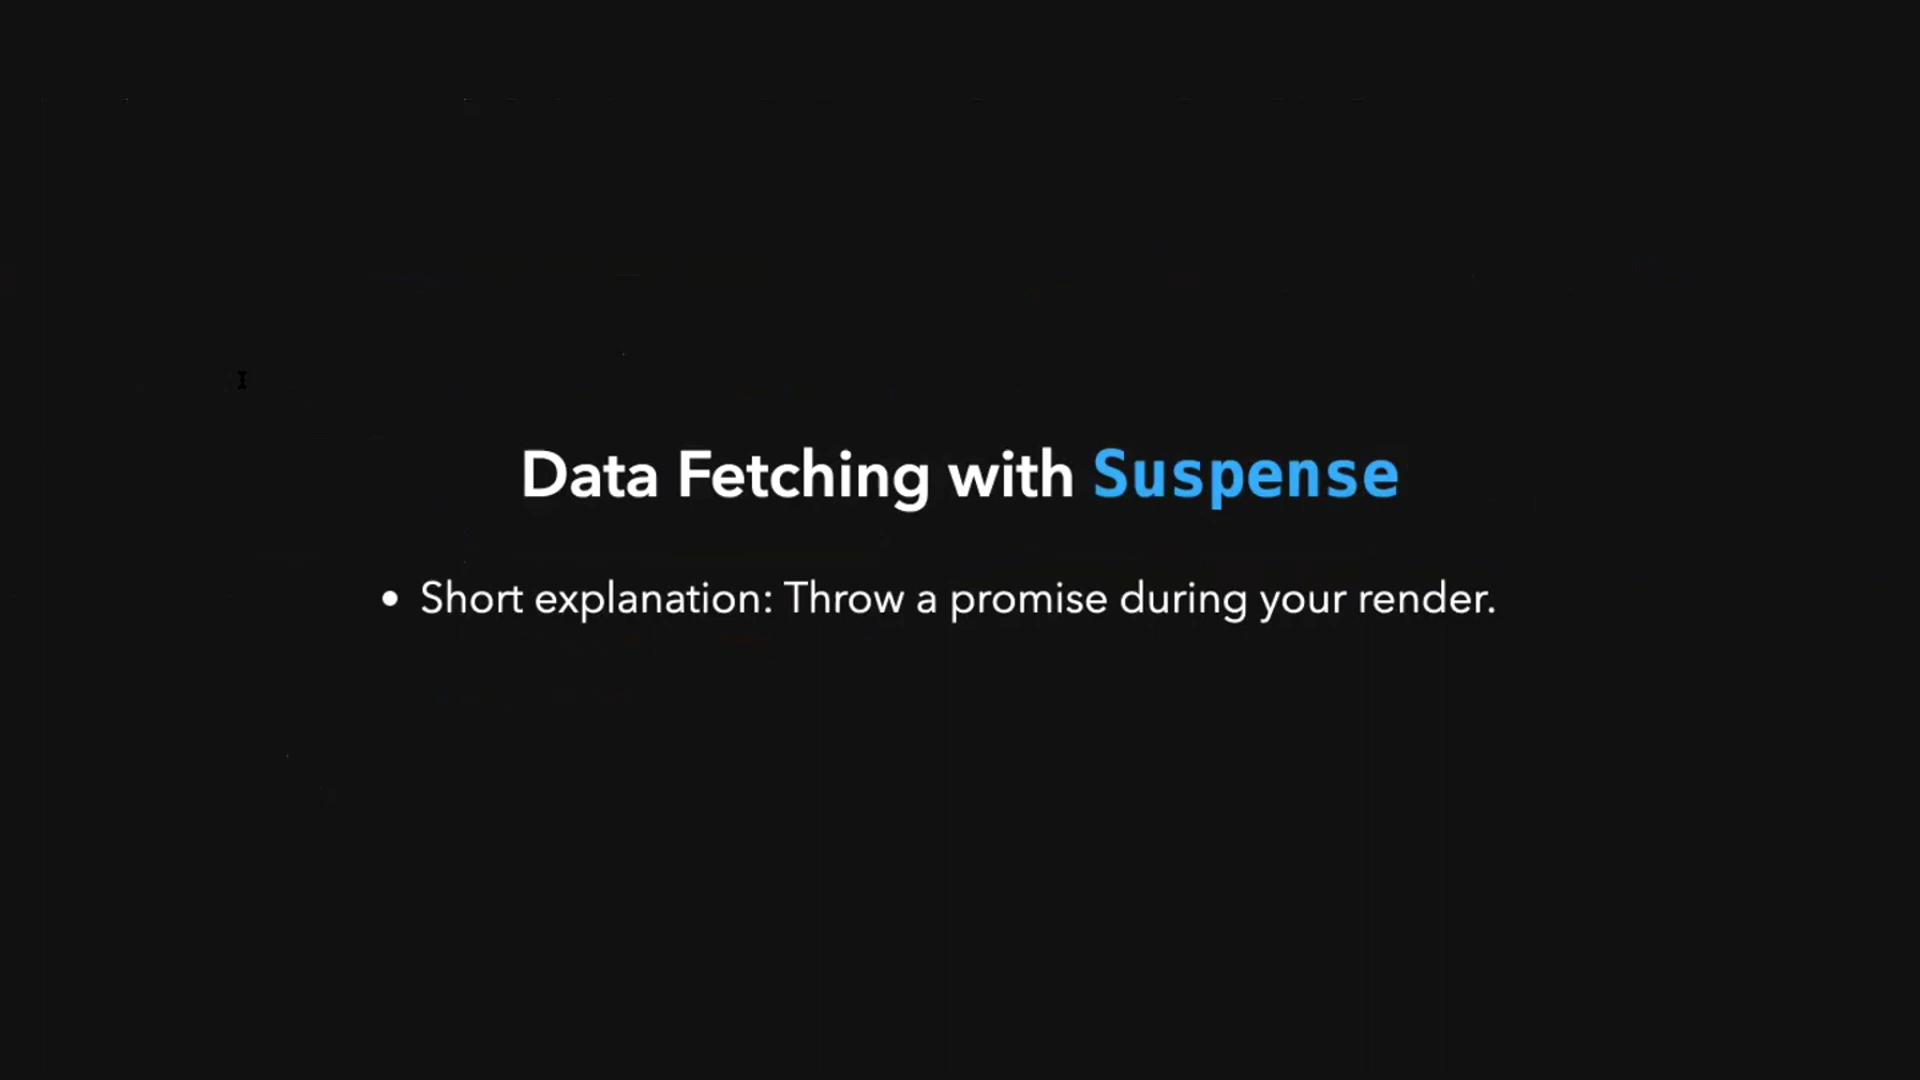 Data Fetching with Suspense
• Short explanation: Throw a promise during your render.